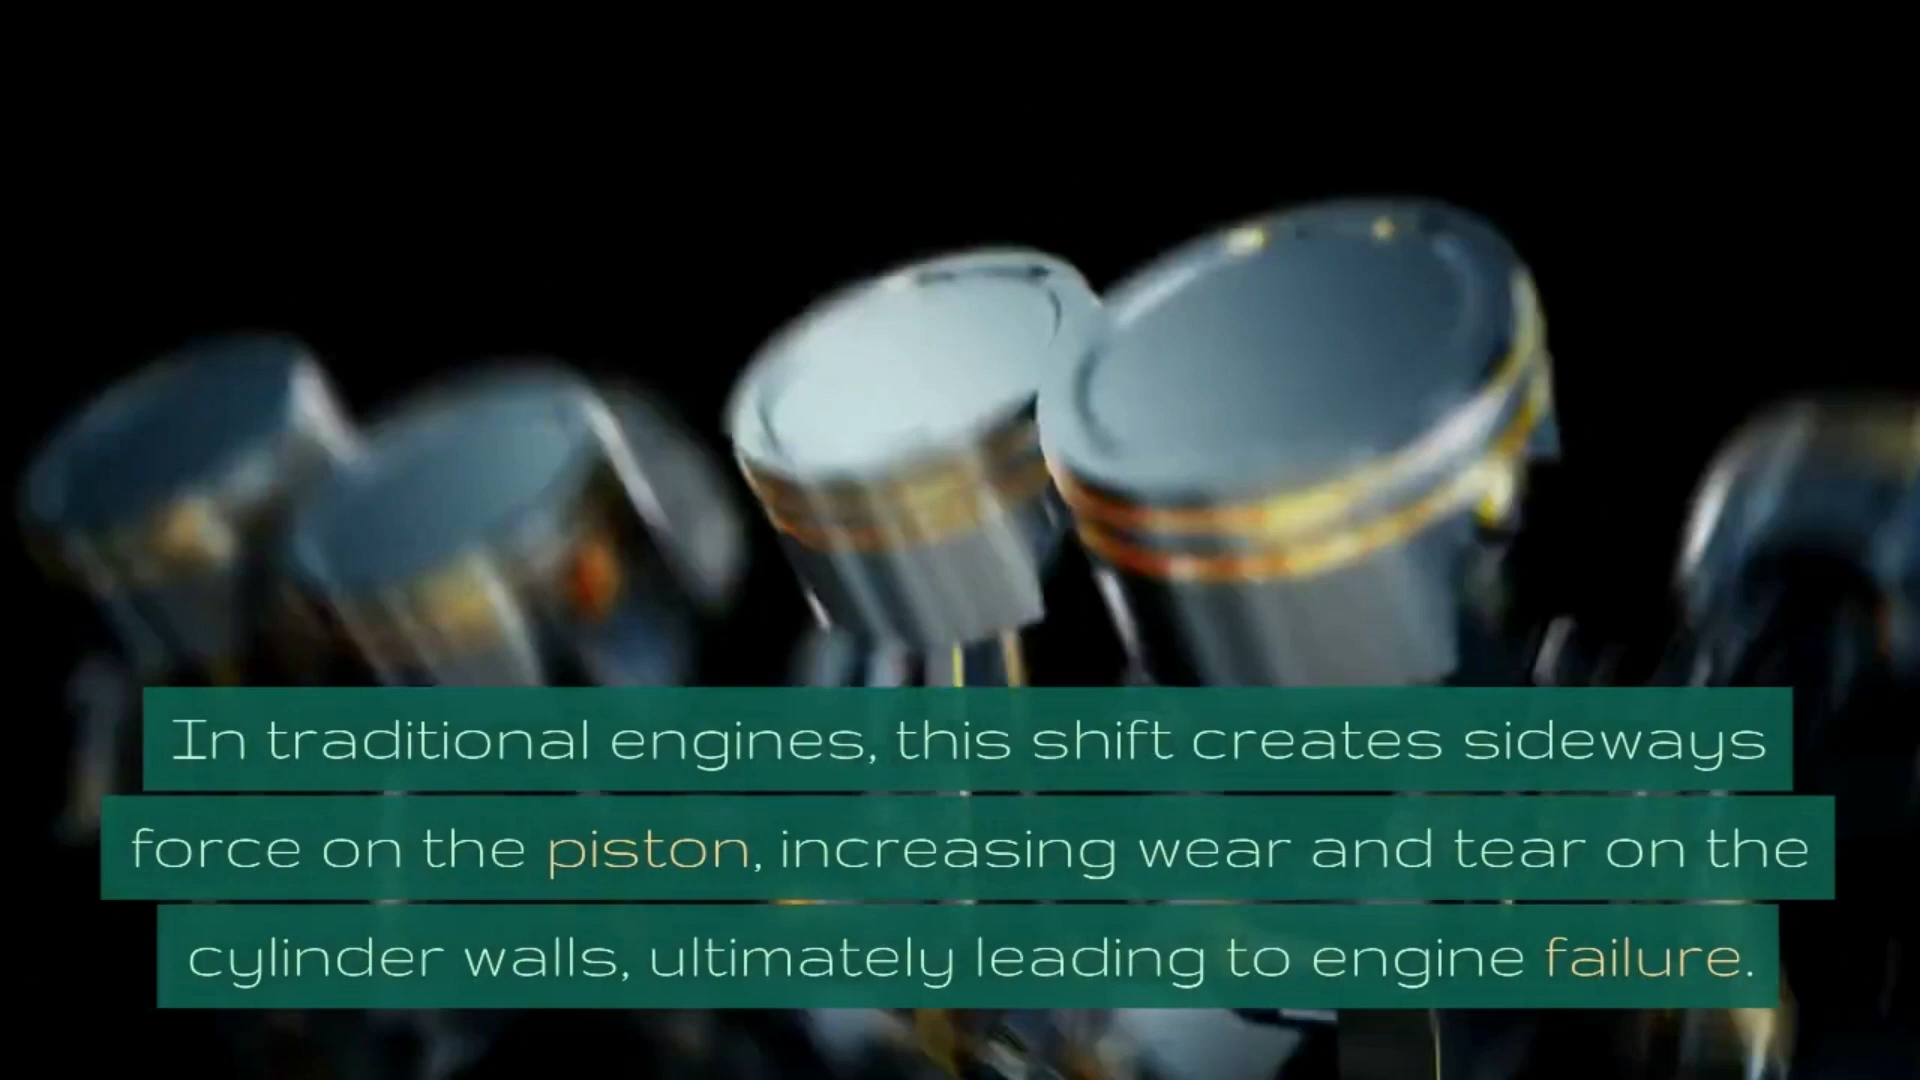 In traditional engines, this shift creates sideways
force on the piston, increasing wear and tear on the
cylinder walls, ultimately leading to engine failure.